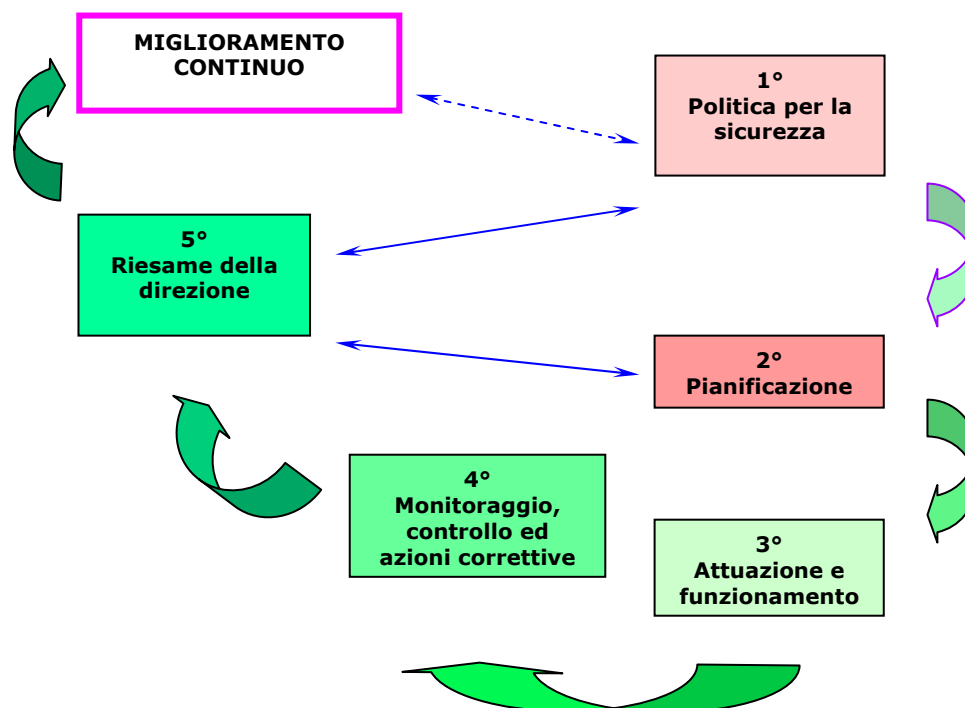 MIGLIORAMENTO
CONTINUO
1°
Politica per la
sicurezza
5°
Riesame della
direzione
2°
Pianificazione
4°
Monitoraggio,
controllo ed
azioni correttive
3°
Attuazione e
funzionamento